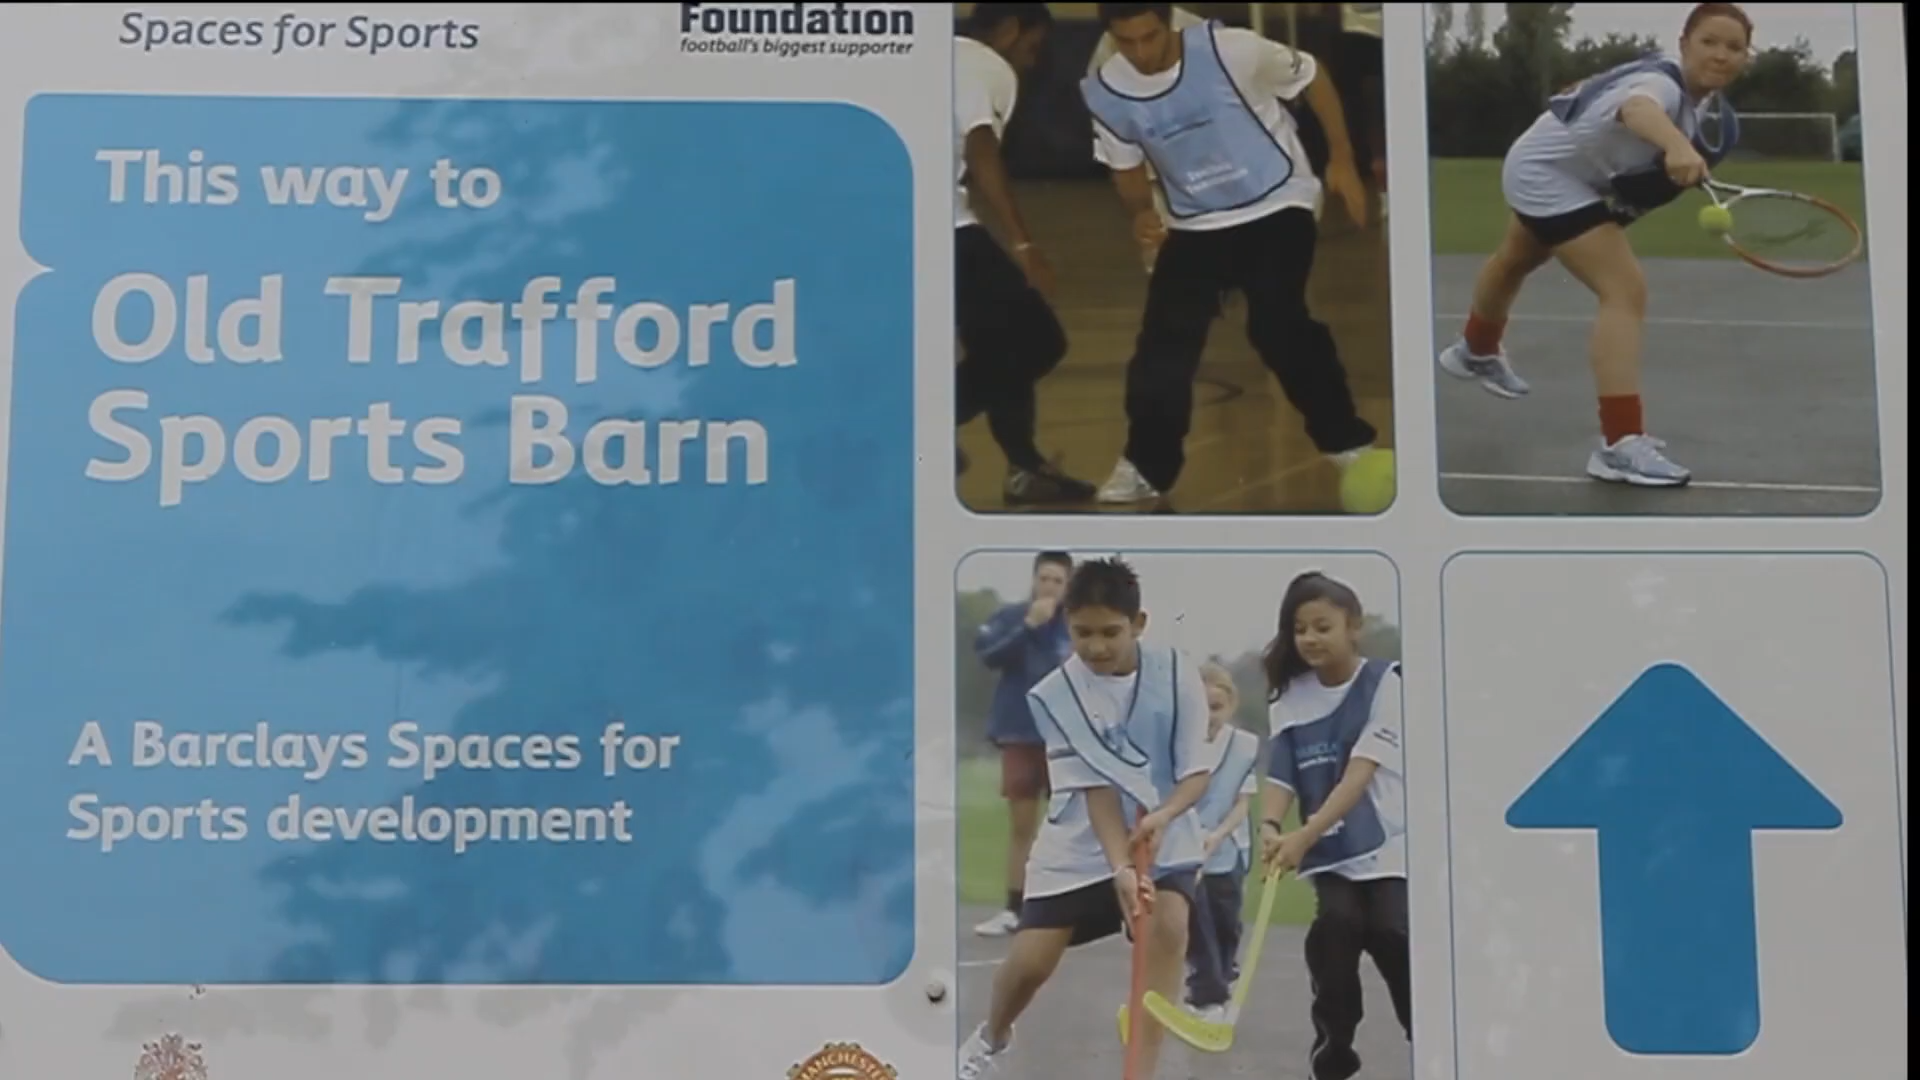 Spaces for Sports
Foundation
football's biggest supporter
This way to
Old Trafford
Sports Barn
A Barclays Spaces for
Sports development
MANCHESTER